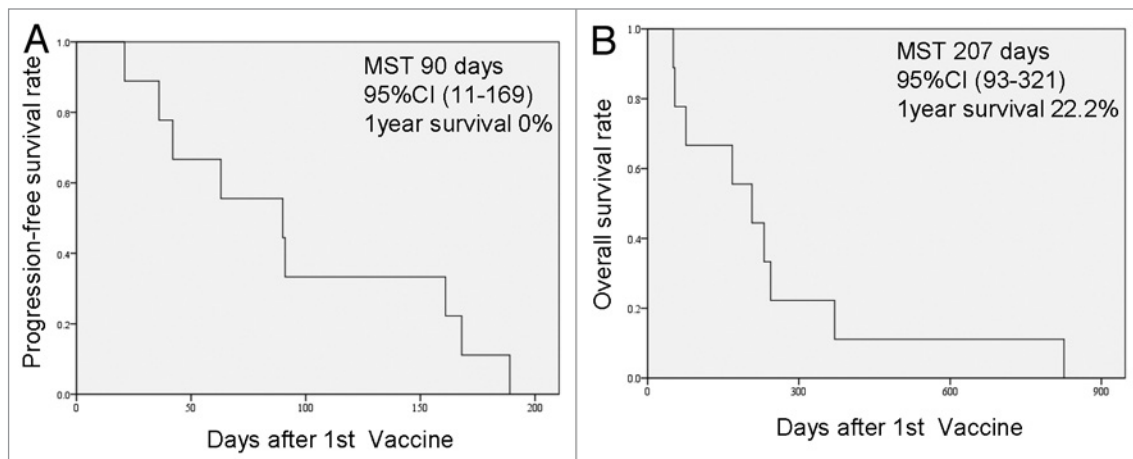 A
MST 90 days
95%CI (11-169)
1year survival 0%
Progression-free survival rate
1.0
0.8
0.6
0.4
0.2
0.0
0
50
100
150
200
Days after 1st Vaccine
B
MST 207 days
95%CI (93-321)
1year survival 22.2%
Overall survival rate
1.0
0.8
0.6
0.4
0.2
0.0
0
300
600
900
Days after 1st Vaccine